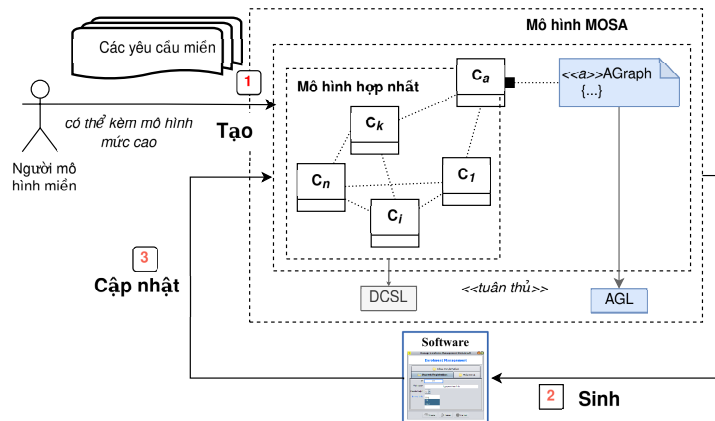 Mô hình MOSA
Các yêu cầu miền
1
có thể kèm mô hình
mức cao
Tạo
Người mô
hình miền
Mô hình hợp nhất
Ca
Ck
Cn
C1
Ci
<<a>>AGraph
{...}
3
Cập nhật
DCSL
<<tuân thủ>>
AGL
Software
2
Sinh